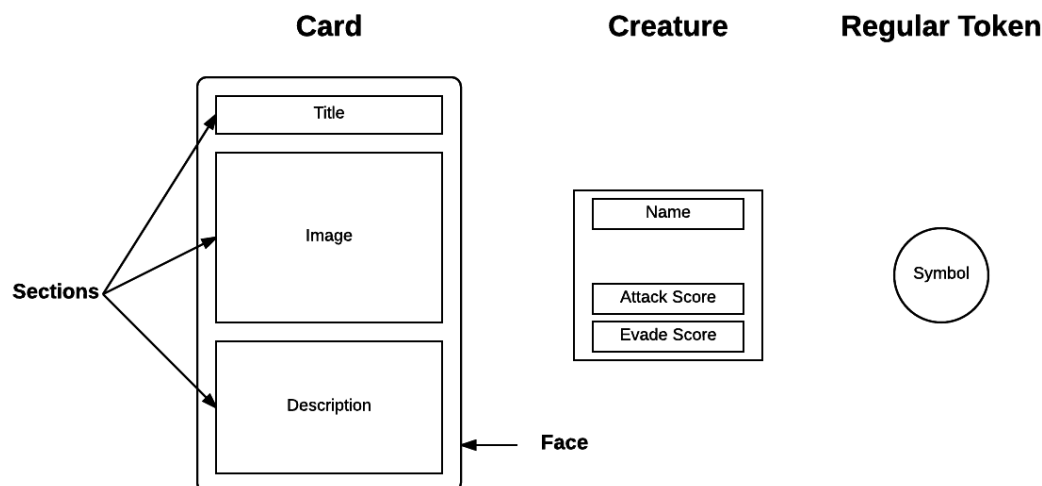 Card
Creature
Regular Token
Title
Image
Name
Sections
Attack Score
Symbol
Evade Score
Description
Face